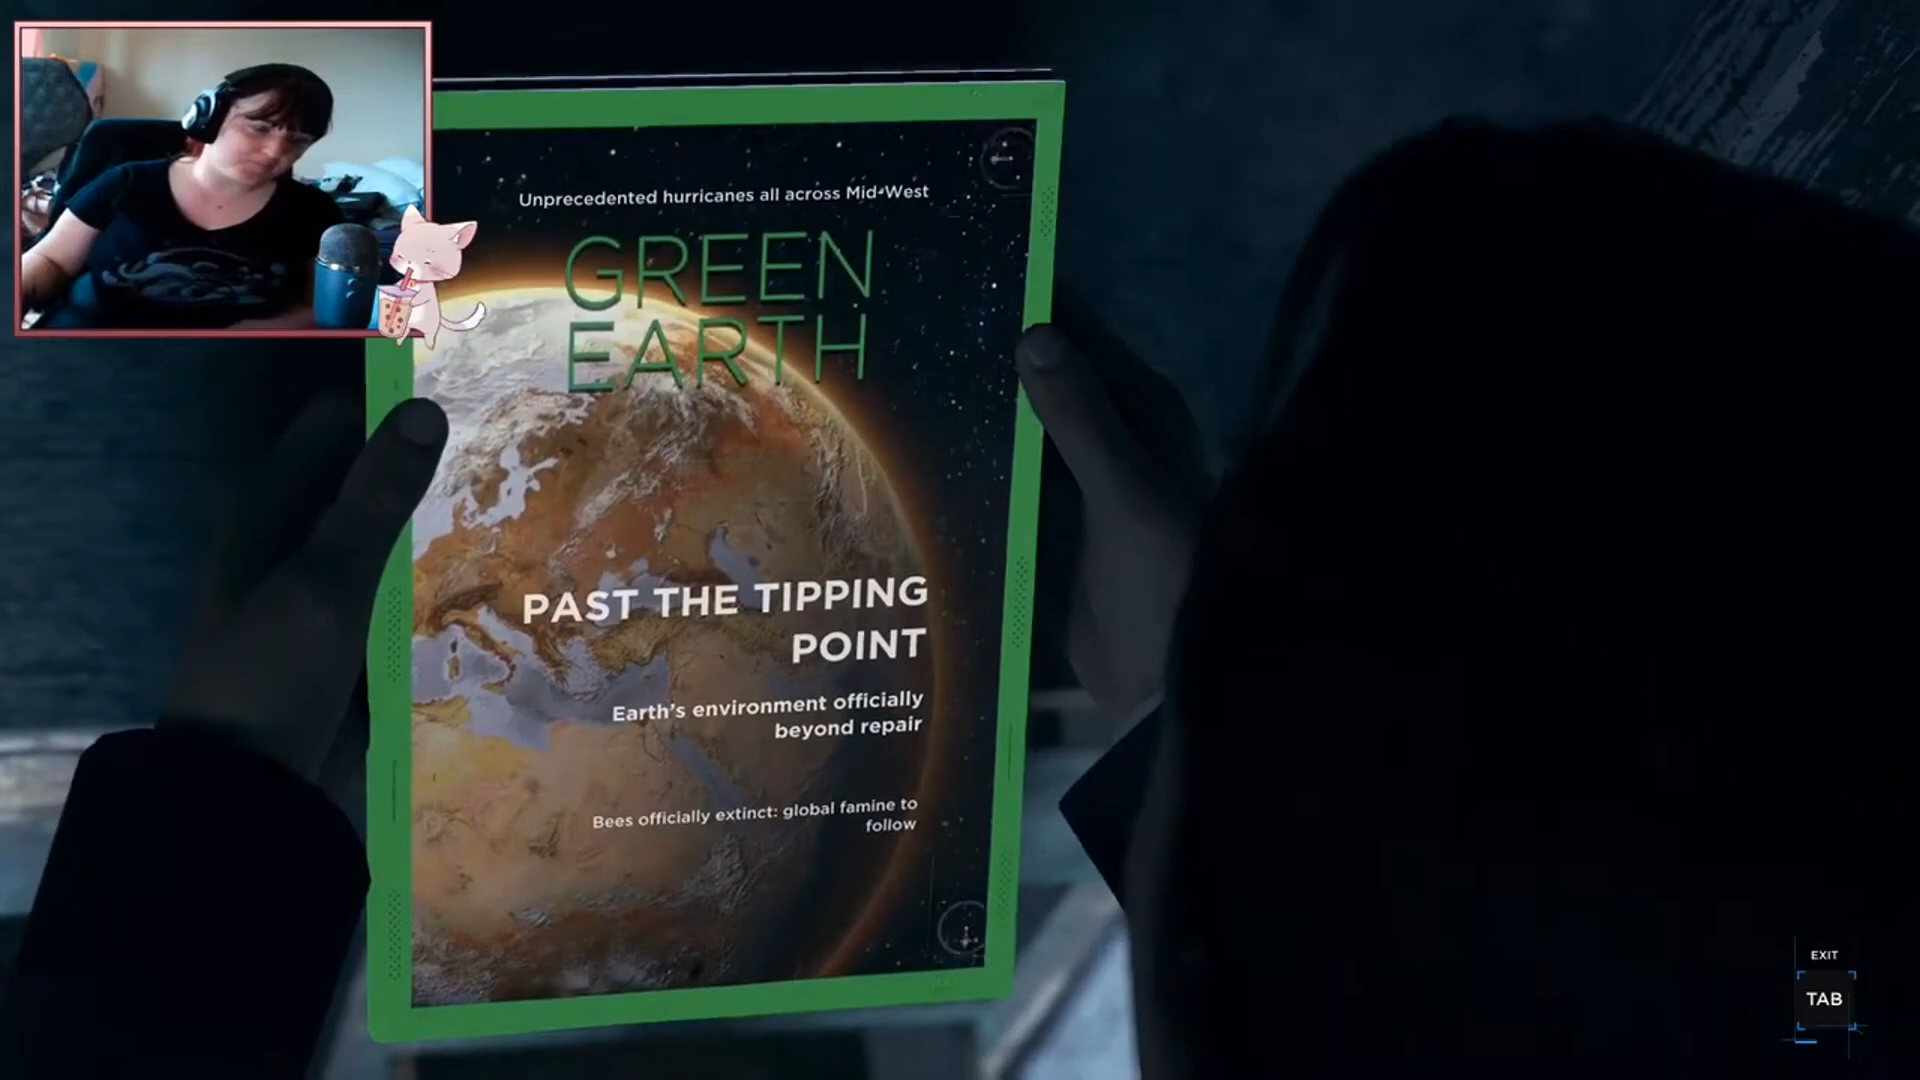 Unprecedented hurricanes all across Mid-West
GREEN
EARTH
PAST THE TIPPING
POINT
Earth's environment officially
beyond repair
Bees officially extinct: global famine to
follow
EXIT
TAB